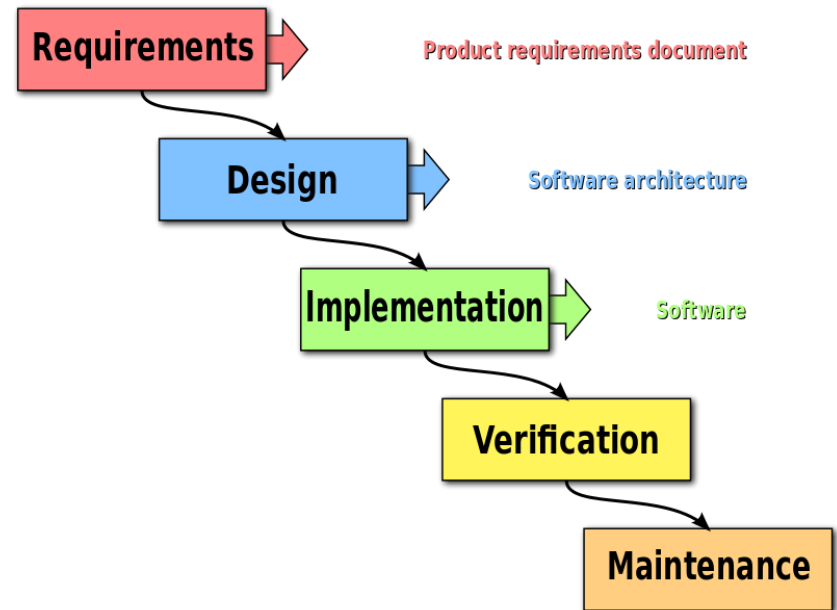 Requirements
Product requirements document
Design
Software architecture
Implementation
Software
Verification
Maintenance